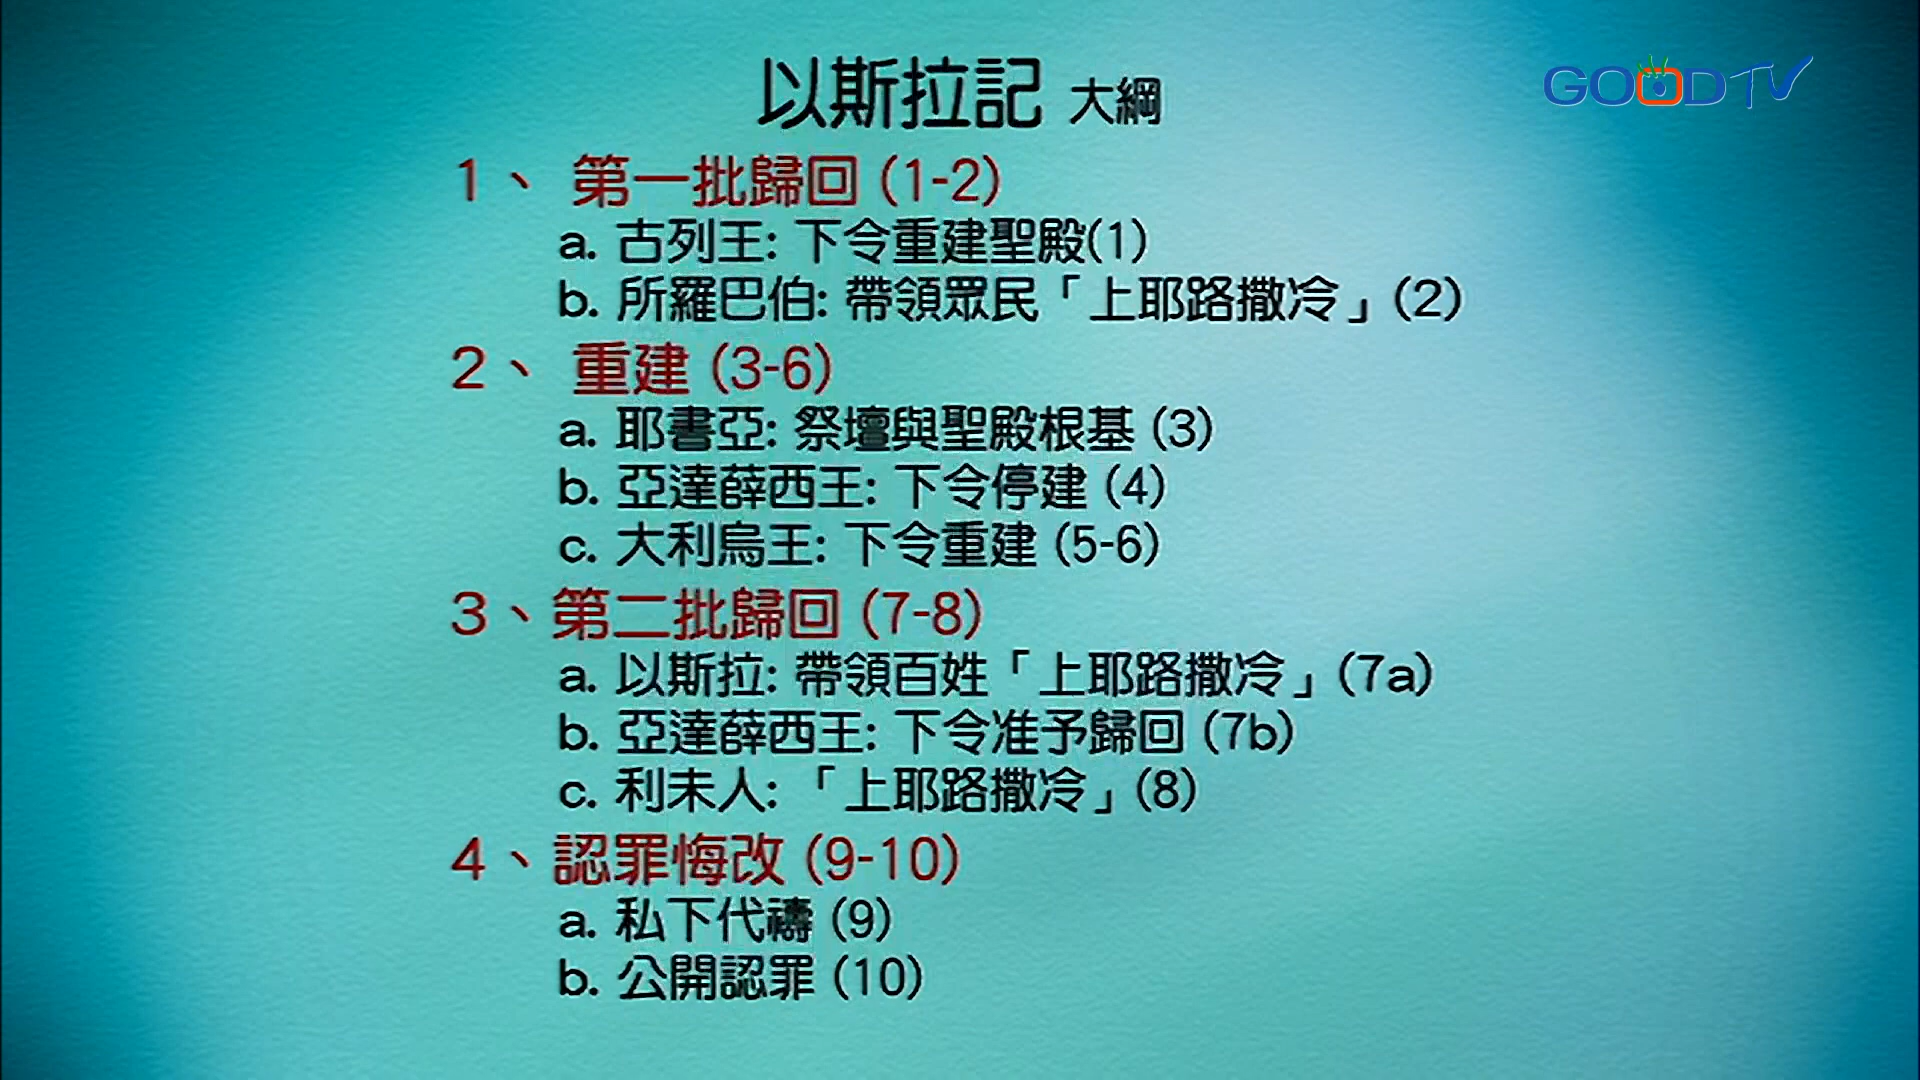 以斯拉記 大綱
GOODTV
1、 第一批歸回 (1-2)
a. 古列王: 下令重建聖殿(1)
b. 所羅巴伯: 帶領眾民「上耶路撒冷」(2)
2、 重建 (3-6)
a. 耶書亞: 祭壇與聖殿根基 (3)
b. 亞達薛西王: 下令停建 (4)
c. 大利烏王: 下令重建 (5-6)
3、第二批歸回 (7-8)
a. 以斯拉: 帶領百姓「上耶路撒冷」(7a)
b. 亞達薛西王: 下令准予歸回 (7b)
c. 利未人: 「上耶路撒冷」(8)
4、認罪悔改 (9-10)
a. 私下代禱 (9)
b. 公開認罪 (10)